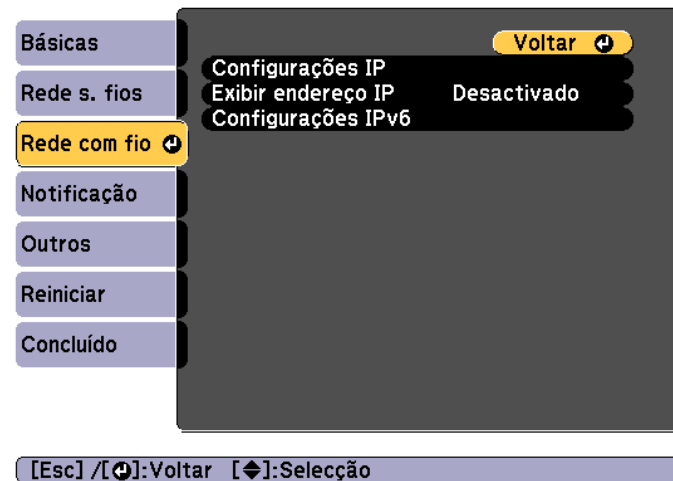 Básicas
Rede s. fios
Rede com fio
Notificação
Outros
Reiniciar
Concluído
Voltar
Configurações IP
Exibir endereço IP Desactivado
Configurações IPv6
[Esc] /[⏎]:Voltar [◆]:Selecção